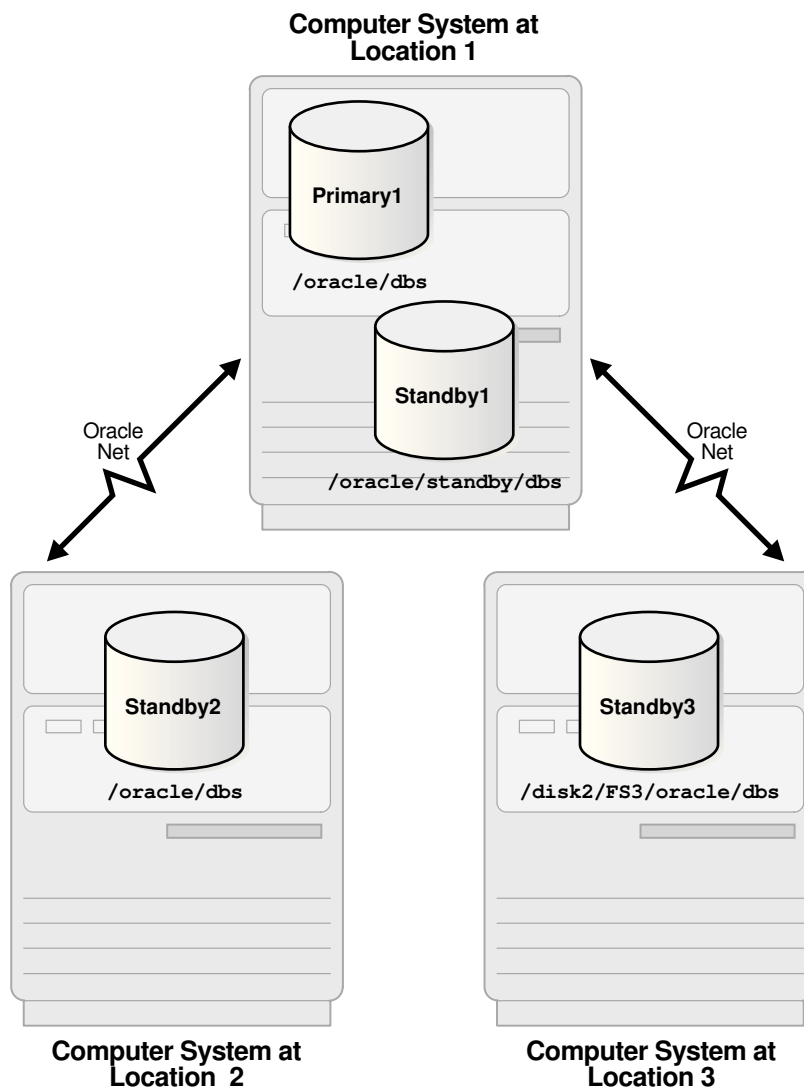 Computer System at
Location 1
Primary1
/oracle/dbs
Standby1
/oracle/standby/dbs
Oracle
Net
Oracle
Net
Standby2
/oracle/dbs
Standby3
/disk2/FS3/oracle/dbs
Computer System at
Location 2
Computer System at
Location 3